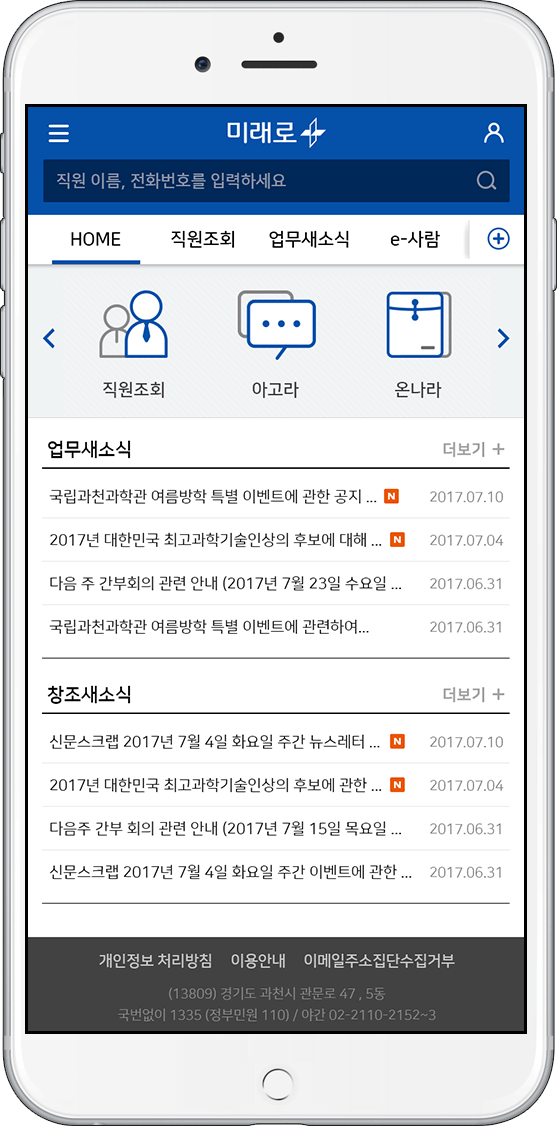 미래로
직원 이름, 전화번호를 입력하세요
HOME 직원조회 업무새소식 e-사람
직원조회 아고라 온나라
업무새소식 더보기 +
국립과천과학관 여름방학 특별 이벤트에 관한 공지 ... N 2017.07.10
2017년 대한민국 최고과학기술인상의 후보에 대해 ... N 2017.07.04
다음 주 간부회의 관련 안내 (2017년 7월 23일 수요일 ... 2017.06.31
국립과천과학관 여름방학 특별 이벤트에 관련하여... 2017.06.31
창조새소식 더보기 +
신문스크랩 2017년 7월 4일 화요일 주간 뉴스레터 ... N 2017.07.10
2017년 대한민국 최고과학기술인상의 후보에 관한 ... N 2017.07.04
다음주 간부 회의 관련 안내 (2017년 7월 15일 목요일 ... 2017.06.31
신문스크랩 2017년 7월 4일 화요일 주간 이벤트에 관한 ... 2017.06.31
개인정보 처리방침 이용안내 이메일주소집단수집거부
(13809) 경기도 과천시 관문로 47 , 5동
국번없이 1335 (정부민원 110) / 야간 02-2110-2152~3